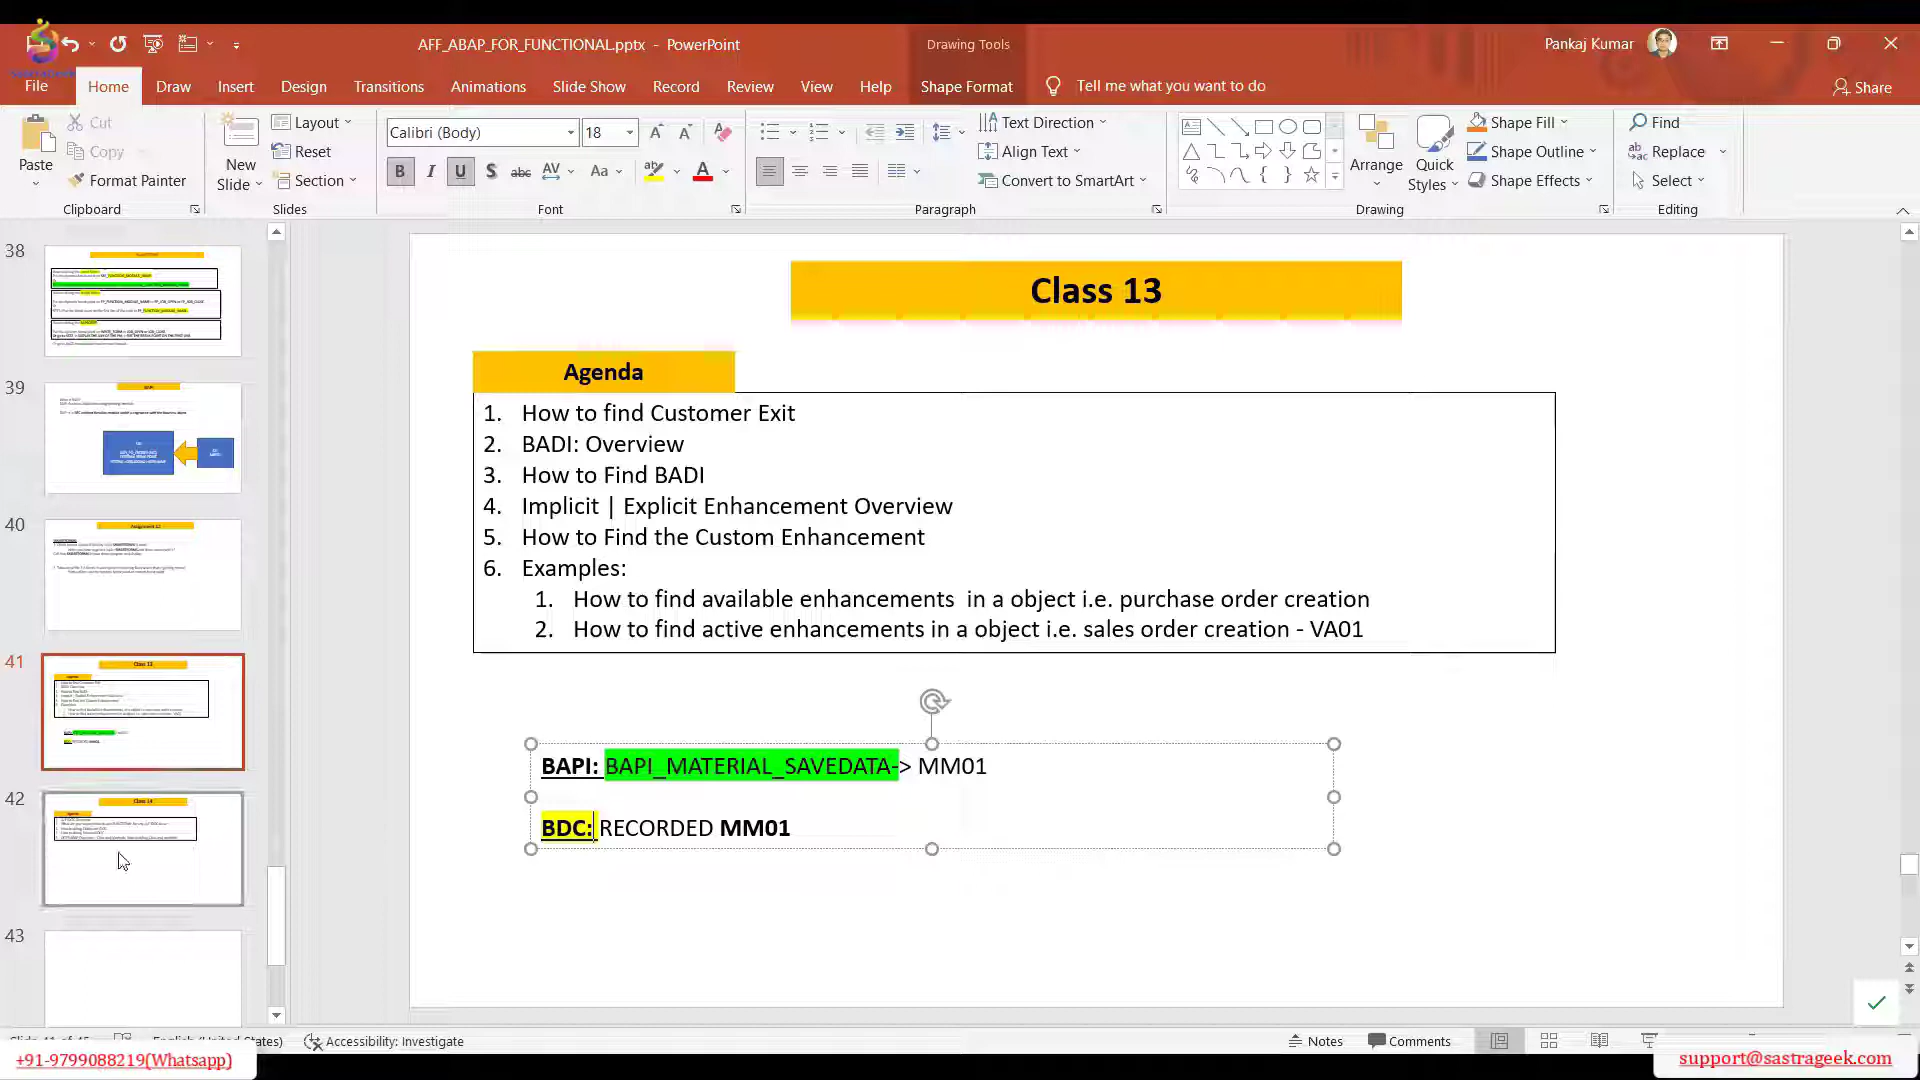 AFF_ABAP_FOR_FUNCTIONAL.pptx - PowerPoint
Drawing Tools
Pankaj Kumar
File
Home
Draw
Insert
Design
Transitions
Animations
Slide Show
Record
Review
View
Help
Shape Format
Tell me what you want to do
Share
Paste
Cut
Copy
Format Painter
Clipboard
New Slide
Layout
Reset
Section
Slides
Calibri (Body)
18
Font
Text Direction
Align Text
Convert to SmartArt
Paragraph
Arrange
Quick Styles
Shape Fill
Shape Outline
Shape Effects
Drawing
Find
Replace
Select
Editing
38
39
40
41
42
43
Class 13
Agenda
1. How to find Customer Exit
2. BADI: Overview
3. How to Find BADI
4. Implicit | Explicit Enhancement Overview
5. How to Find the Custom Enhancement
6. Examples:
1. How to find available enhancements in a object i.e. purchase order creation
2. How to find active enhancements in a object i.e. sales order creation - VA01
BAPI: BAPI_MATERIAL_SAVEDATA-> MM01
BDC: RECORDED MM01
Accessibility: Investigate
Notes
Comments
+91-9799088219(Whatsapp)
support@sastrageek.com